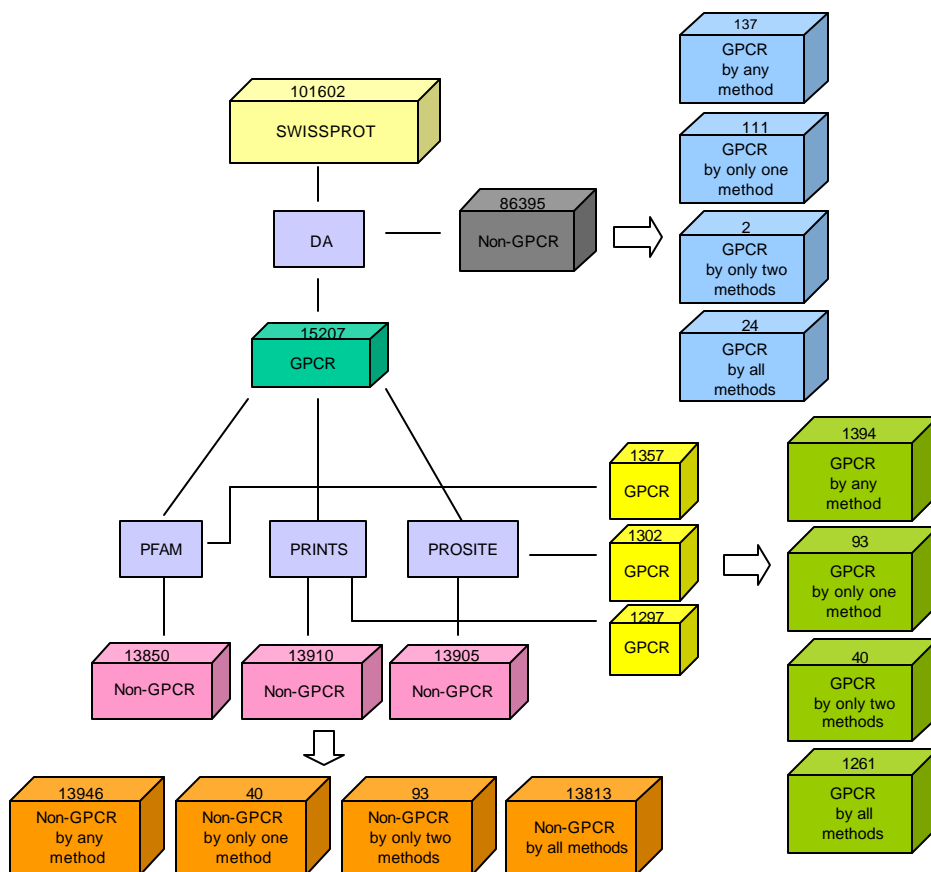 137
GPCR
by any
method
101602
SWISSPROT
111
GPCR
by only one
method
86395
Non-GPCR
DA
2
GPCR
by only two
methods
15207
GPCR
24
GPCR
by all
methods
1357
GPCR
1394
GPCR
by any
method
PFAM
PRINTS
PROSITE
1302
GPCR
93
GPCR
by only one
method
1297
GPCR
13850
Non-GPCR
13910
Non-GPCR
13905
Non-GPCR
40
GPCR
by only two
methods
1261
GPCR
by all
methods
13946
Non-GPCR
by any
method
40
Non-GPCR
by only one
method
93
Non-GPCR
by only two
methods
13813
Non-GPCR
by all methods